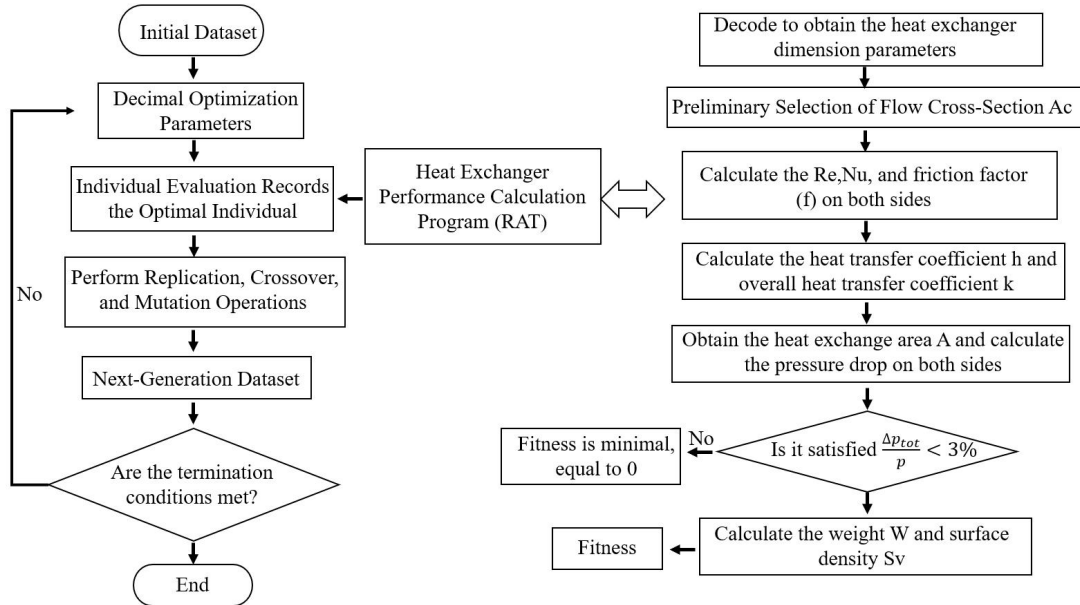 Initial Dataset
Decimal Optimization
Parameters
Individual Evaluation Records
the Optimal Individual
Perform Replication, Crossover,
and Mutation Operations
No
Next-Generation Dataset
Are the termination
conditions met?
End
Heat Exchanger
Performance Calculation
Program (RAT)
Decode to obtain the heat exchanger
dimension parameters
Preliminary Selection of Flow Cross-Section Ac
Calculate the Re,Nu, and friction factor
(f) on both sides
Calculate the heat transfer coefficient h and
overall heat transfer coefficient k
Obtain the heat exchange area A and calculate
the pressure drop on both sides
Is it satisfied Δp_tot/p < 3%
No
Fitness is minimal,
equal to 0
Calculate the weight W and surface
density Sv
Fitness